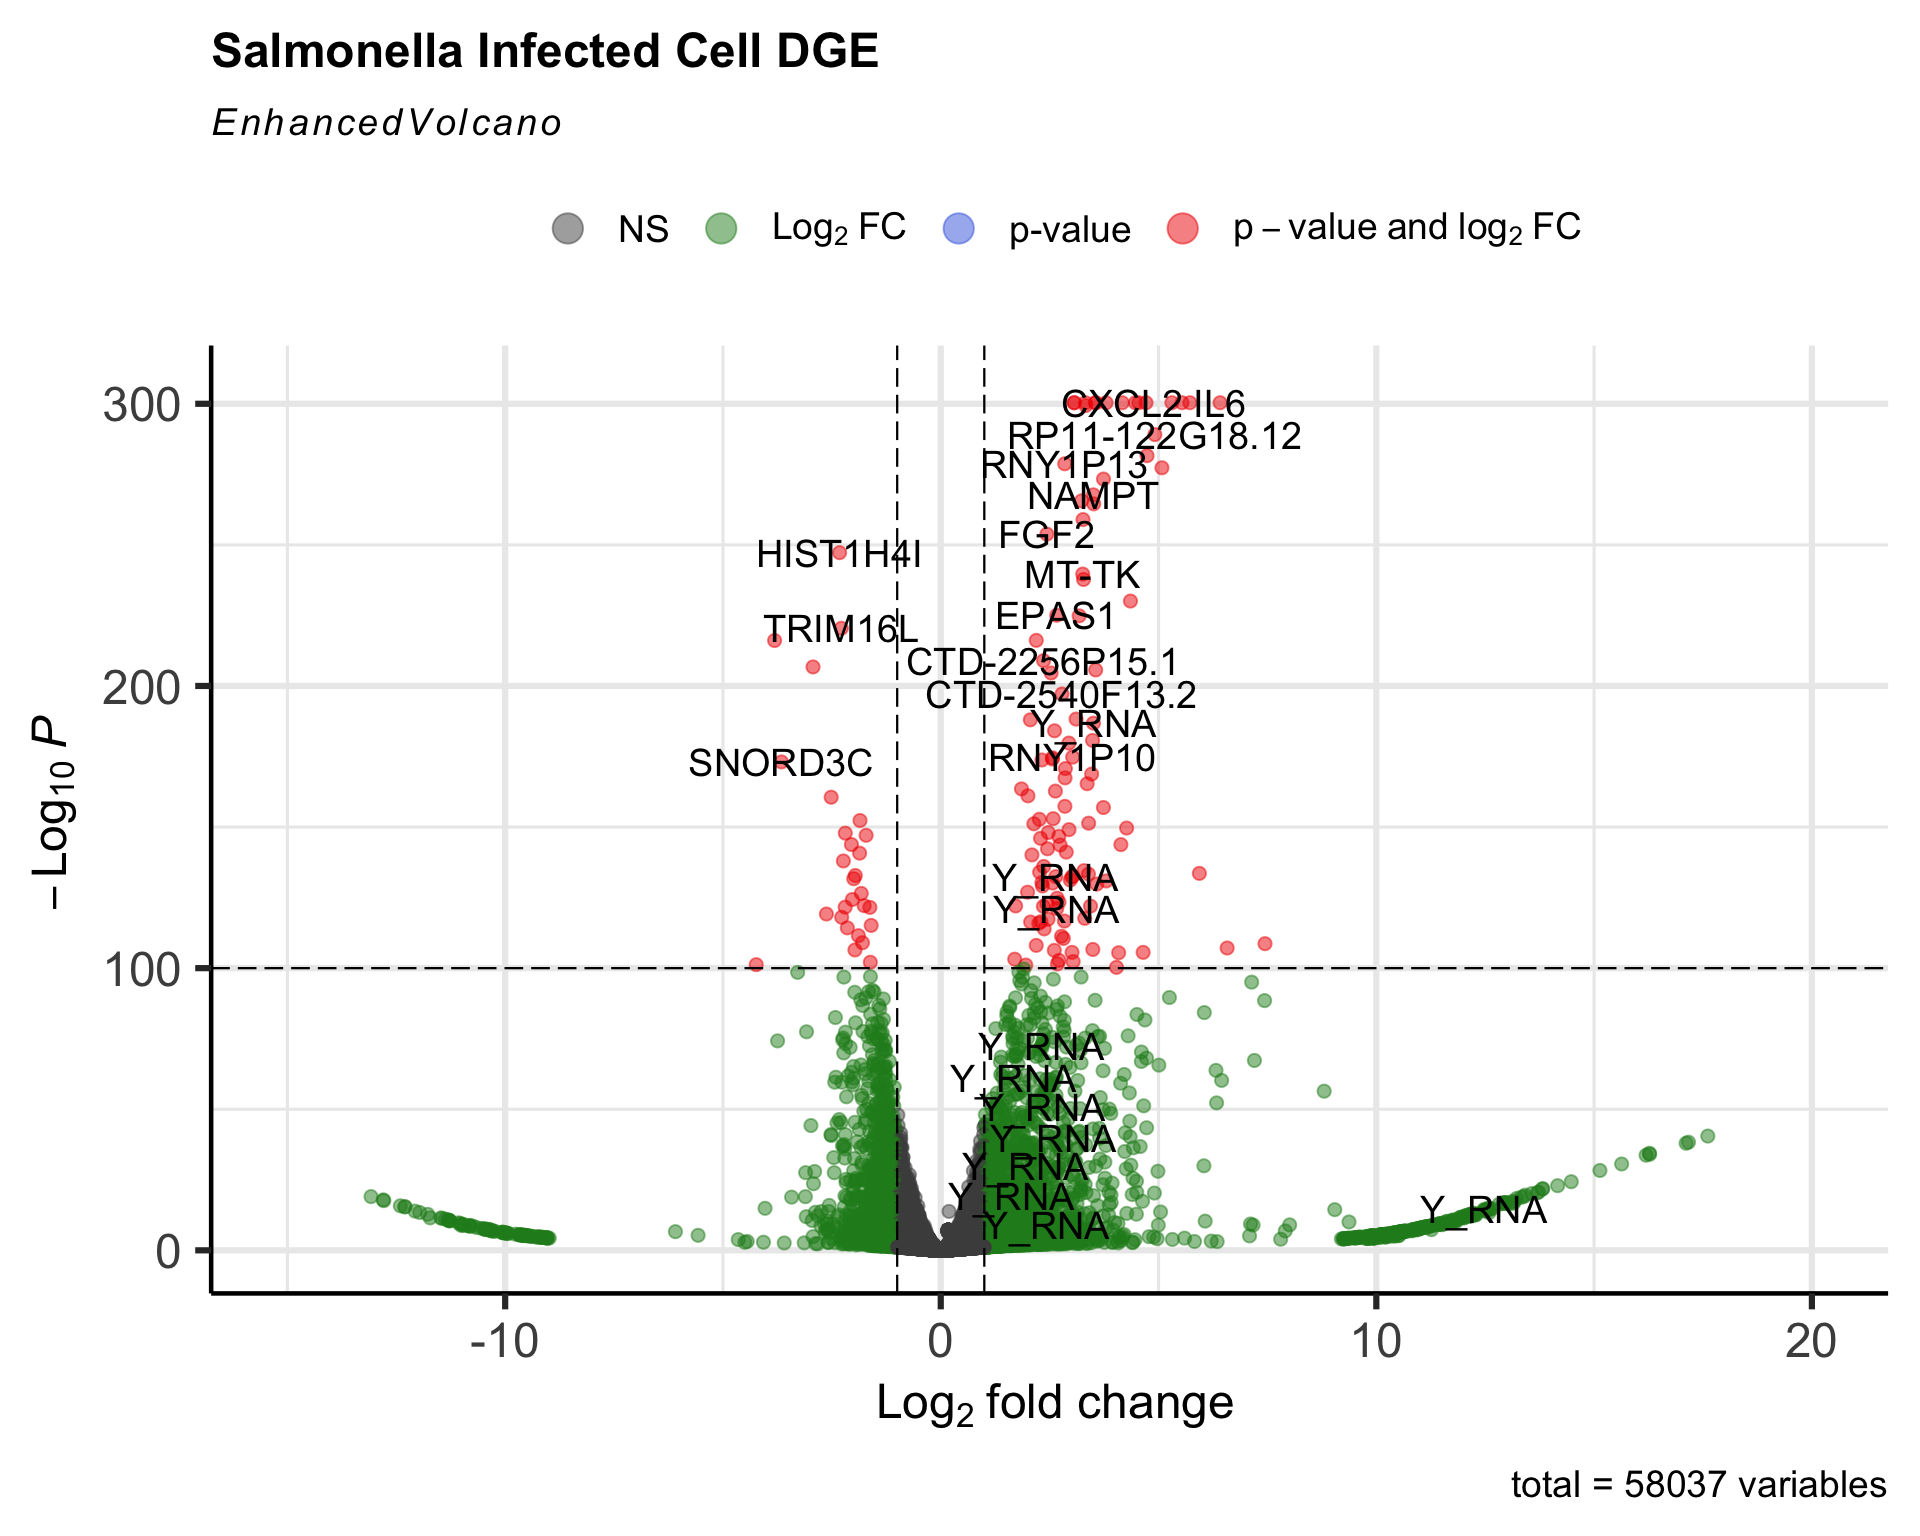 Salmonella Infected Cell DGE
EnhancedVolcano
NS Log₂ FC p-value p – value and log₂ FC
300
200
100
0
–Log₁₀ P
CXCL2 IL6
RP11-122G18.12
RNY1P13
NAMPT
FGF2
HIST1H4I
MT-TK
EPAS1
TRIM16L
CTD-2256P15.1
CTD-2540F13.2
Y_RNA
RNY1P10
SNORD3C
Y_RNA
Y_RNA
Y_RNA
Y_RNA
Y_RNA
Y_RNA
Y_RNA
Y_RNA
Y_RNA
Y_RNA
-10 0 10 20
Log₂ fold change
total = 58037 variables